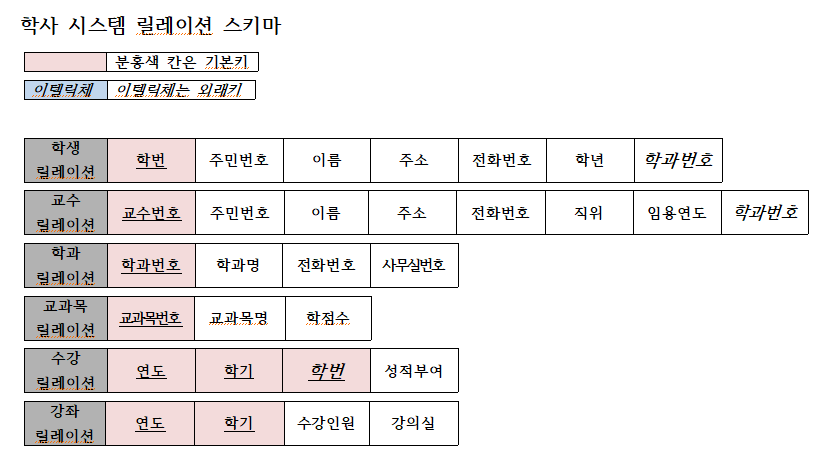 학사 시스템 릴레이션 스키마
분홍색 칸은 기본키
이텔릭체 이텔릭체는 외래키
학생
릴레이션 학번 주민번호 이름 주소 전화번호 학년 학과번호
교수
릴레이션 교수번호 주민번호 이름 주소 전화번호 직위 임용연도 학과번호
학과
릴레이션 학과번호 학과명 전화번호 사무실번호
교과목
릴레이션 교과목번호 교과목명 학점수
수강
릴레이션 연도 학기 학번 성적부여
강좌
릴레이션 연도 학기 수강인원 강의실